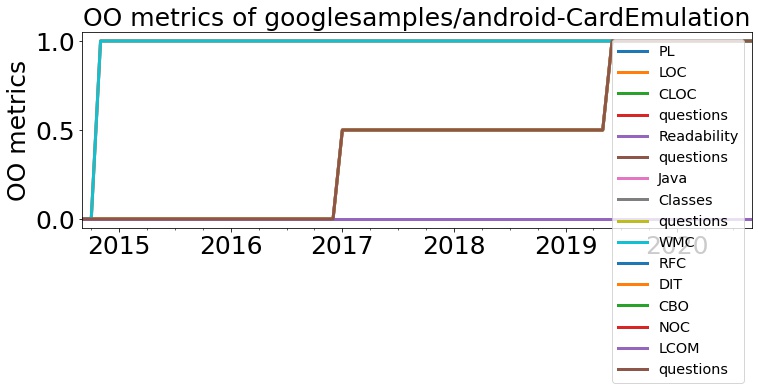 OO metrics of googlesamples/android-CardEmulation
OO metrics
1.0
0.5
0.0
2015 2016 2017 2018 2019 2020
PL
LOC
CLOC
questions
Readability
questions
Java
Classes
questions
WMC
RFC
DIT
CBO
NOC
LCOM
questions